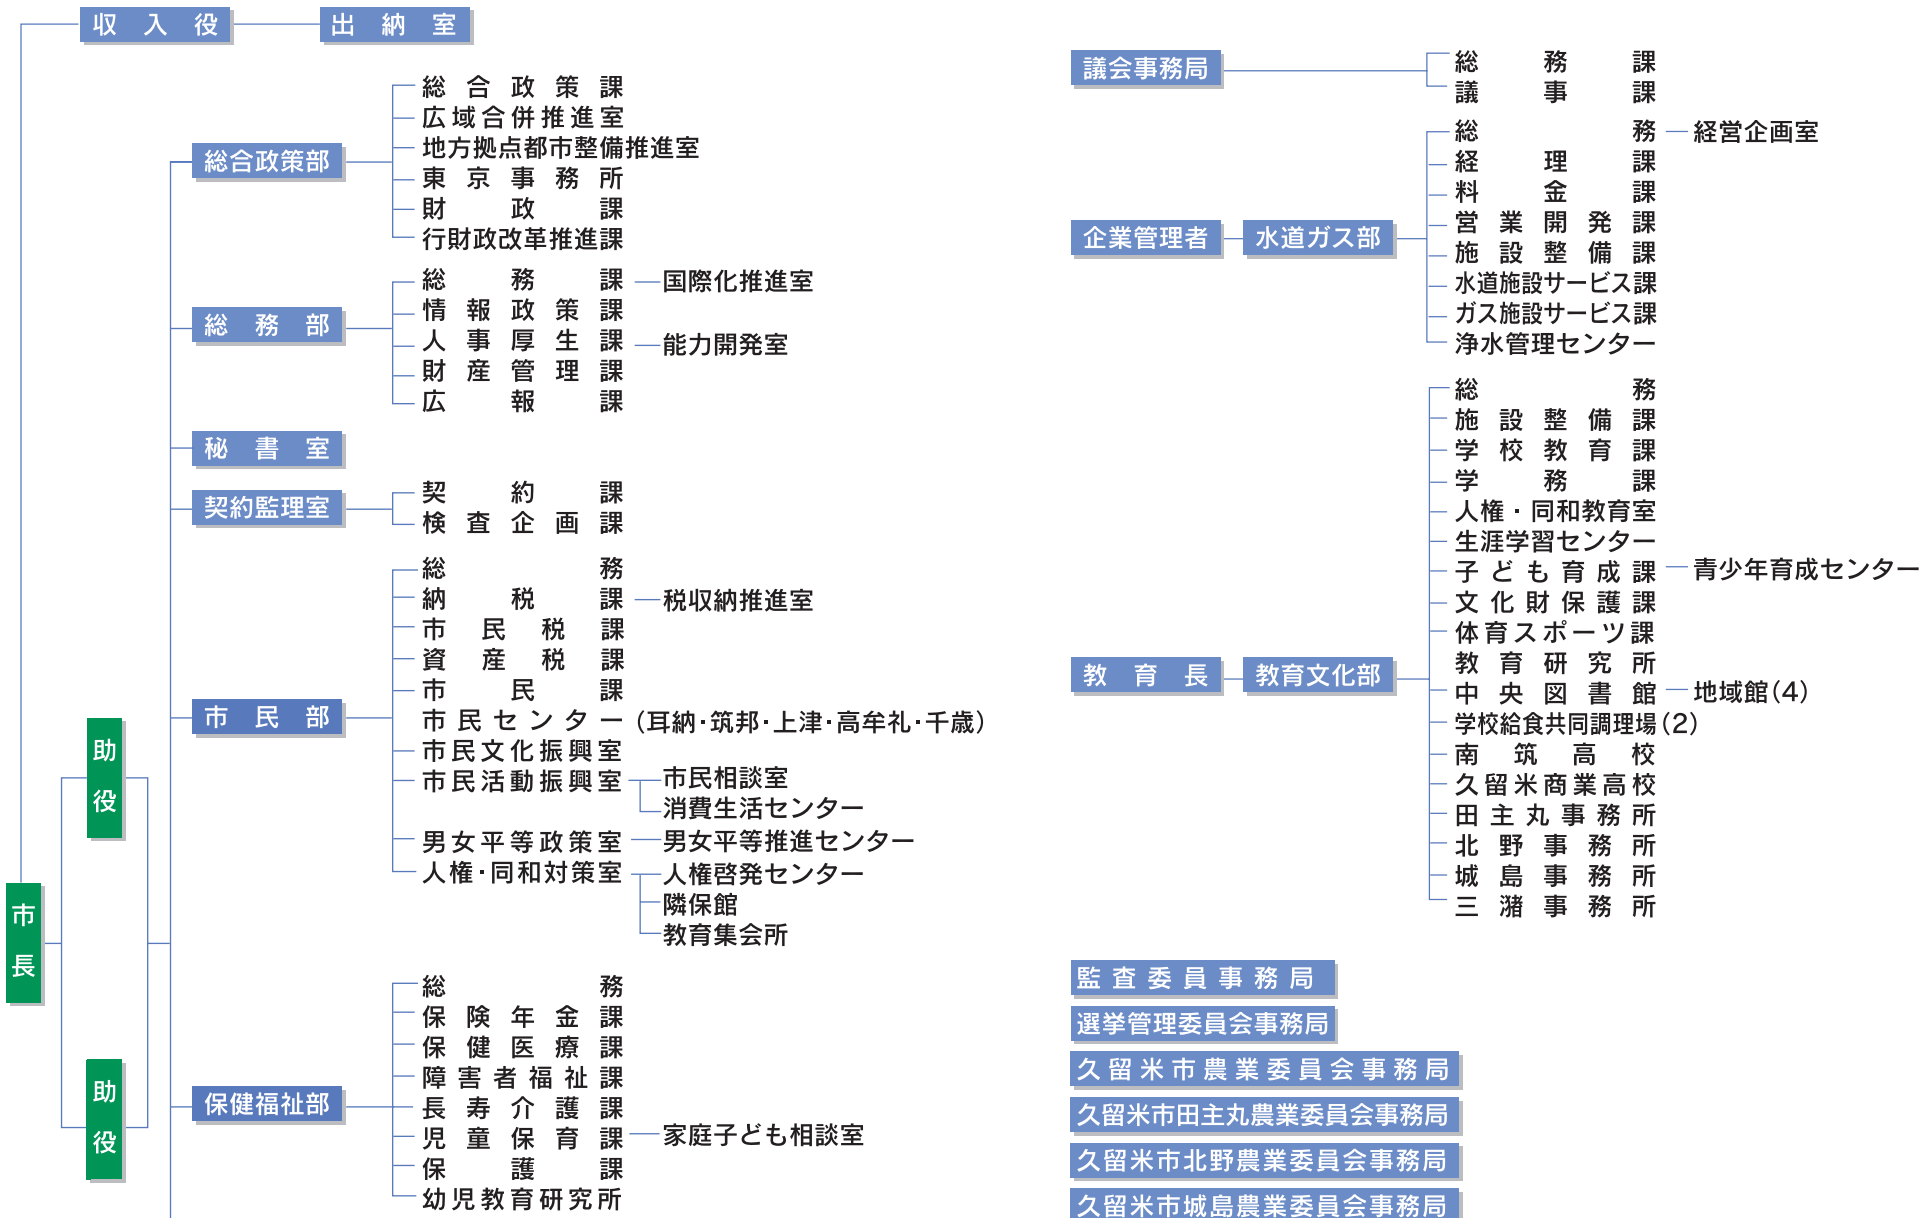 収入役
出納室
総合政策部
総合政策課
広域合併推進室
地方拠点都市整備推進室
東京事務所
財政課
行財政改革推進課
総務部
総務課
国際化推進室
情報政策課
人事厚生課
能力開発室
財産管理課
広報課
秘書室
契約監理室
契約課
検査企画課
市民部
総務
納税課
税収納推進室
市民税課
資産税課
市民課
市民センター(耳納・筑邦・上津・高牟礼・千歳)
市民文化振興室
市民活動振興室
市民相談室
消費生活センター
男女平等政策室
男女平等推進センター
人権・同和対策室
人権啓発センター
隣保館
教育集会所
助役
市長
助役
保健福祉部
総務
保険年金課
保健医療課
障害者福祉課
長寿介護課
児童保育課
家庭子ども相談室
保護課
幼児教育研究所
議会事務局
総務課
議事課
企業管理者
水道ガス部
総務
経営企画室
経理課
料金課
営業開発課
施設整備課
水道施設サービス課
ガス施設サービス課
浄水管理センター
教育長
教育文化部
総務
施設整備課
学校教育課
学務課
人権・同和教育室
生涯学習センター
子ども育成課
青少年育成センター
文化財保護課
体育スポーツ課
教育研究所
中央図書館
地域館(4)
学校給食共同調理場(2)
南筑高校
久留米商業高校
田主丸事務所
北野事務所
城島事務所
三潴事務所
監査委員事務局
選挙管理委員会事務局
久留米市農業委員会事務局
久留米市田主丸農業委員会事務局
久留米市北野農業委員会事務局
久留米市城島農業委員会事務局